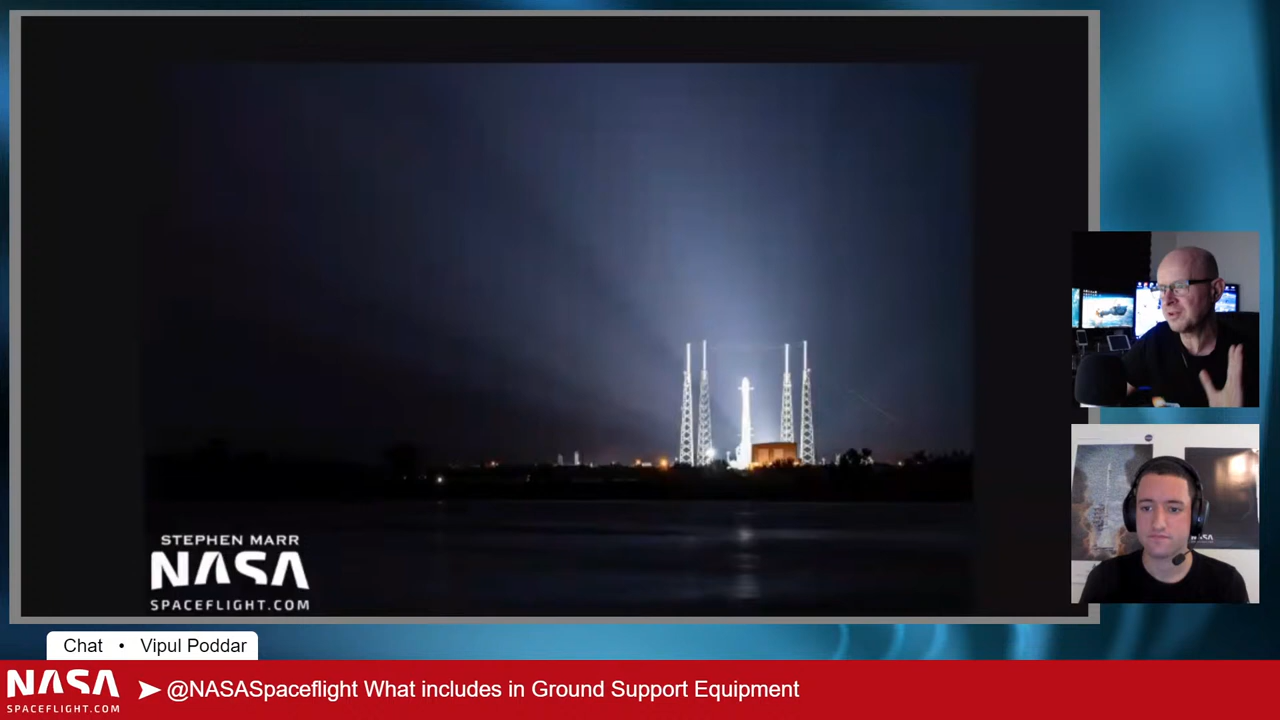 STEPHEN MARR
NASA
SPACEFLIGHT.COM
Chat • Vipul Poddar
NASA
SPACEFLIGHT.COM
@NASASpaceflight What includes in Ground Support Equipment